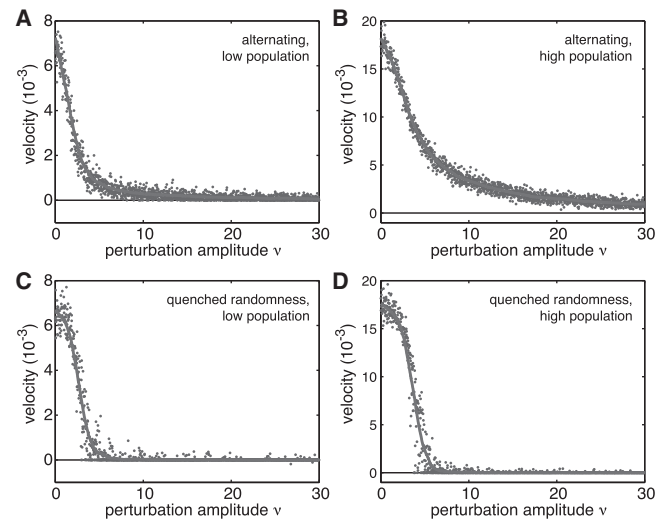 A
8
6
4
2
0
velocity (10-3)
alternating,
low population
0
10
20
30
perturbation amplitude ν
B
20
15
10
5
0
velocity (10-3)
alternating,
high population
0
10
20
30
perturbation amplitude ν
C
8
6
4
2
0
velocity (10-3)
quenched randomness,
low population
0
10
20
30
perturbation amplitude ν
D
20
15
10
5
0
velocity (10-3)
quenched randomness,
high population
0
10
20
30
perturbation amplitude ν